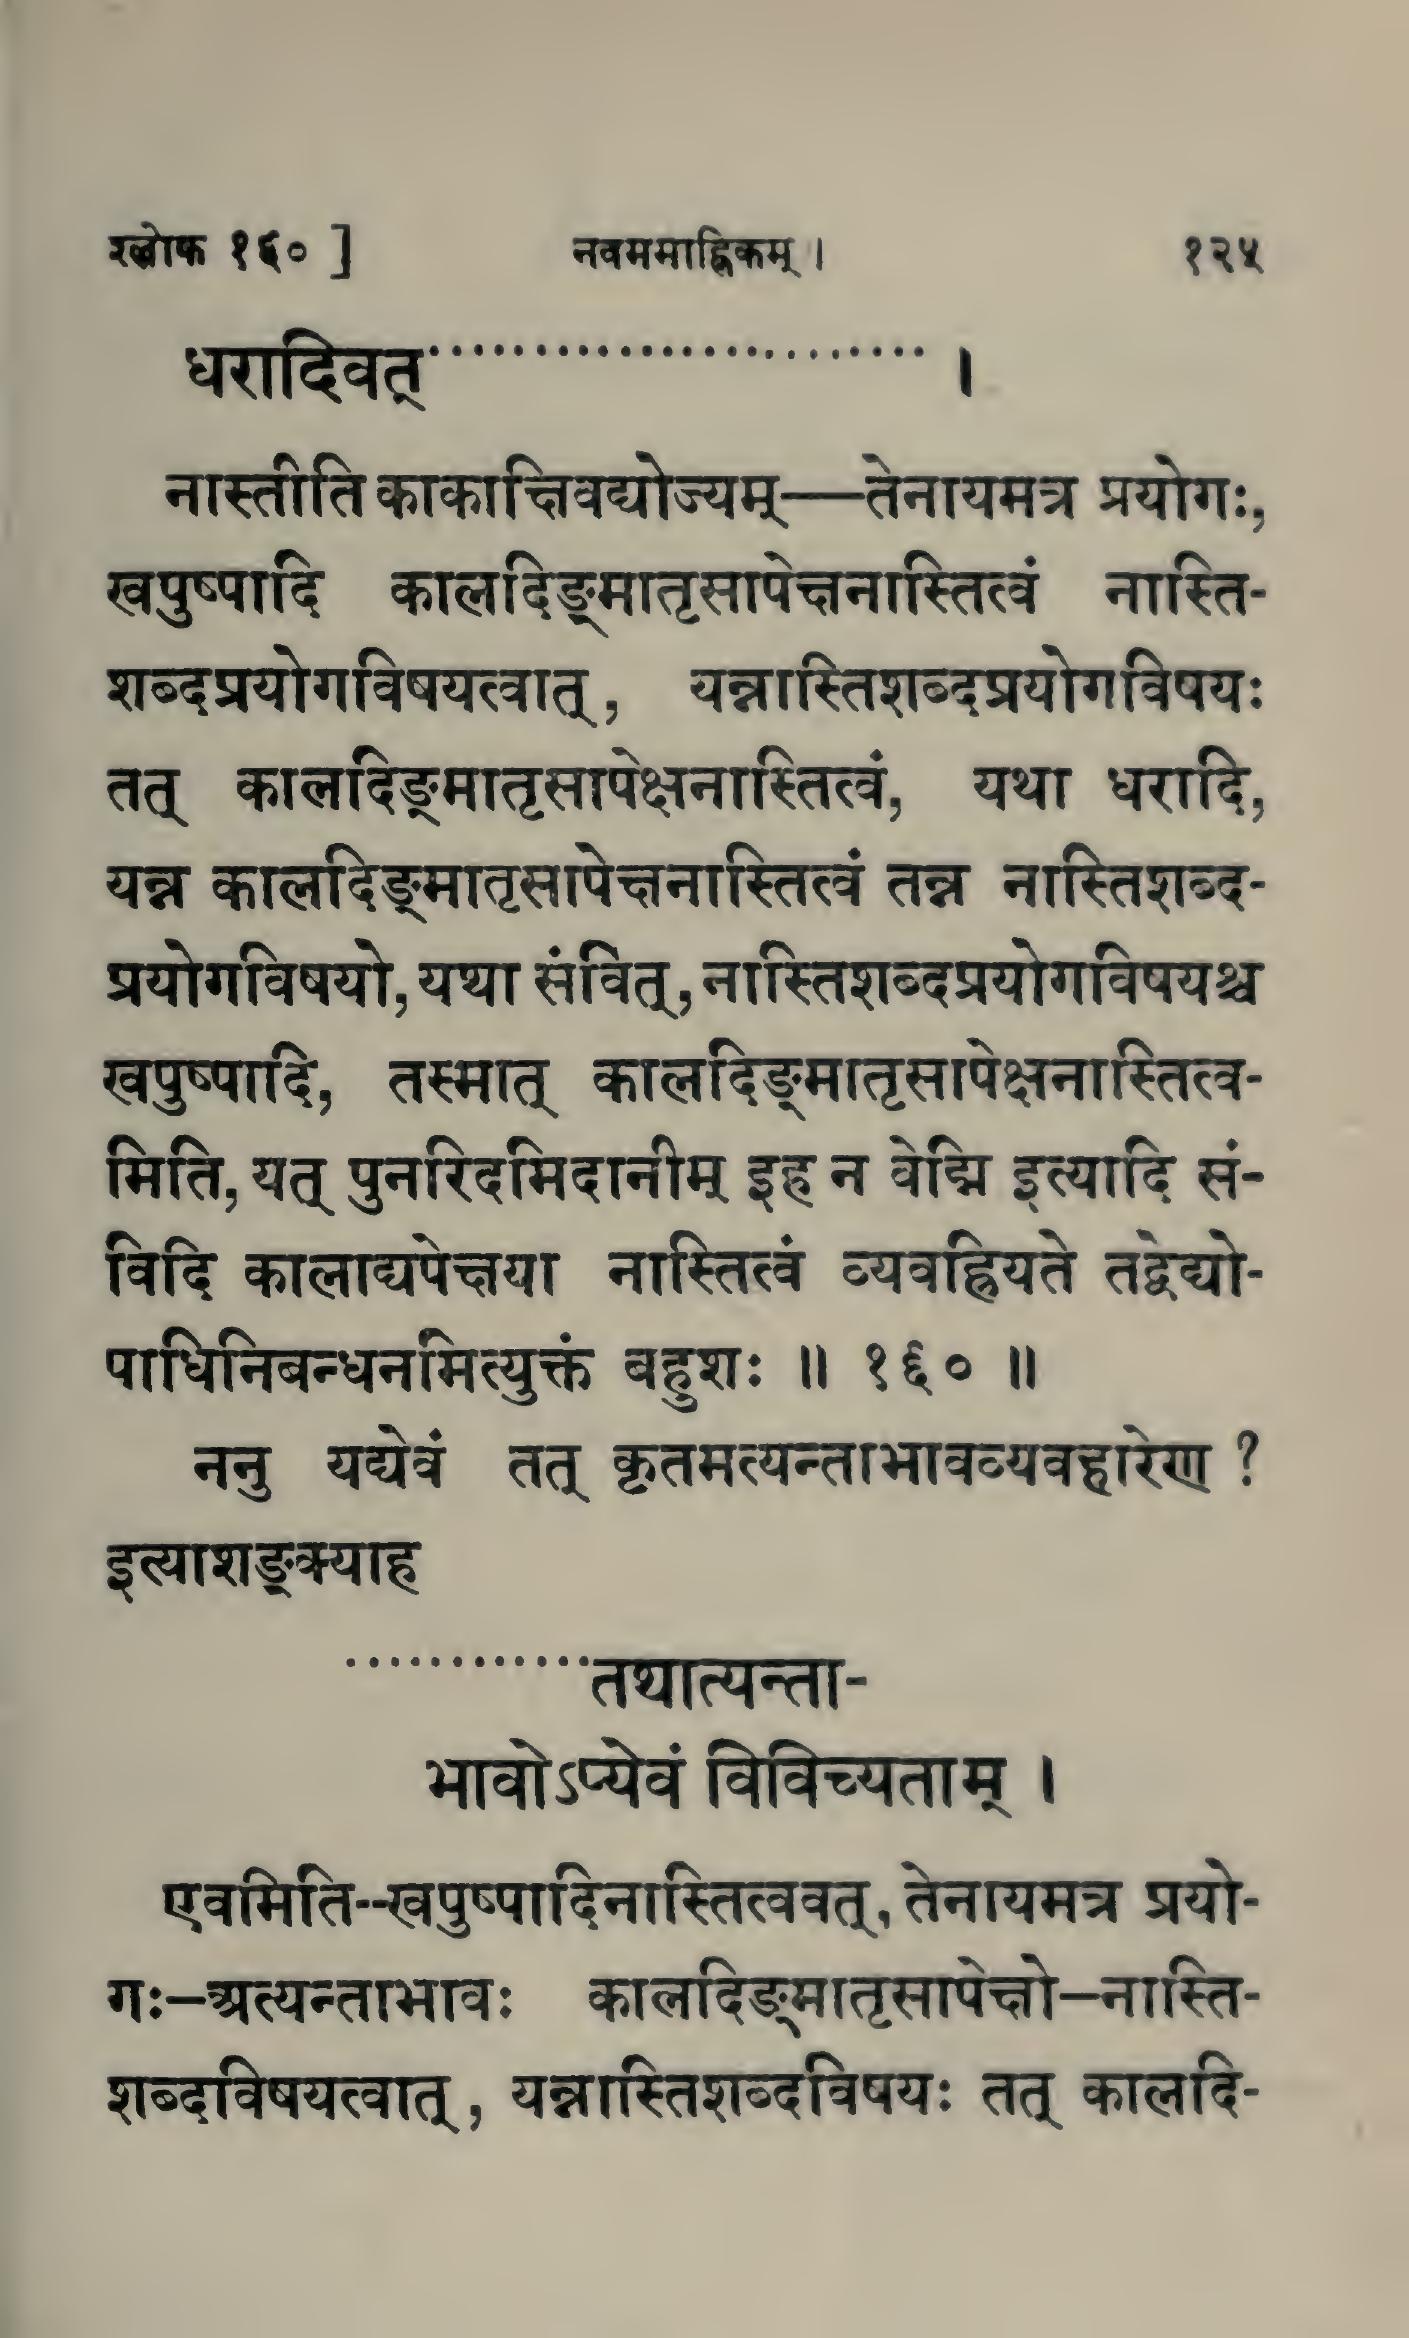 श्लोक १६० ] नवममाह्निकम् । १२५
धरादिवत्························ ।
नास्तीति काकाक्षिवद्योज्यम्——तेनायमत्र प्रयोगः,
खपुष्पादि कालदिङ्मातृसापेक्षनास्तित्वं नास्ति-
शब्दप्रयोगविषयत्वात्, यन्नास्तिशब्दप्रयोगविषयः
तत् कालदिङ्मातृसापेक्षनास्तित्वं, यथा धरादि,
यन्न कालदिङ्मातृसापेक्षनास्तित्वं तन्न नास्तिशब्द-
प्रयोगविषयो, यथा संवित्, नास्तिशब्दप्रयोगविषयश्च
खपुष्पादि, तस्मात् कालदिङ्मातृसापेक्षनास्तित्व-
मिति, यत् पुनरिदमिदानीम् इह न वेद्मि इत्यादि सं-
विदि कालाद्यपेक्षया नास्तित्वं व्यवह्रियते तद्वेद्यो-
पाधिनिबन्धनमित्युक्तं बहुशः ॥ १६० ॥
ननु यद्येवं तत् कृतमत्यन्ताभावव्यवहारेण ?
इत्याशङ्क्याह
············तथात्यन्ता-
भावोऽप्येवं विविच्यताम् ।
एवमिति--खपुष्पादिनास्तित्ववत्, तेनायमत्र प्रयो-
गः—अत्यन्ताभावः कालदिङ्मातृसापेक्षो—नास्ति-
शब्दविषयत्वात्, यन्नास्तिशब्दविषयः तत् कालदि-